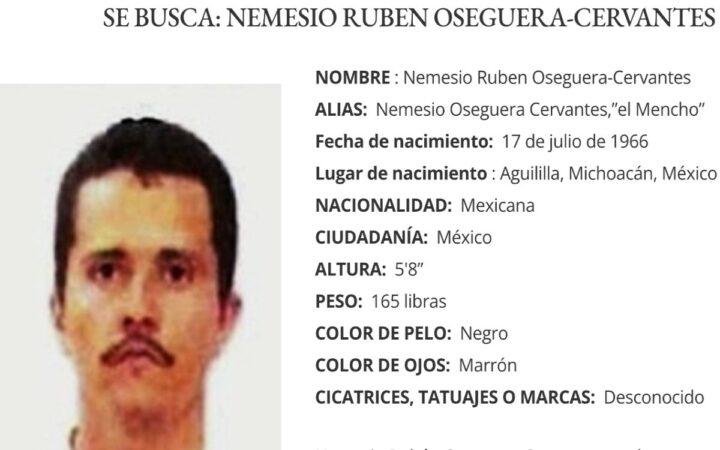 SE BUSCA: NEMESIO RUBEN OSEGUERA-CERVANTES
NOMBRE : Nemesio Ruben Oseguera-Cervantes
ALIAS: Nemesio Oseguera Cervantes,”el Mencho”
Fecha de nacimiento: 17 de julio de 1966
Lugar de nacimiento : Aguililla, Michoacán, México
NACIONALIDAD: Mexicana
CIUDADANÍA: México
ALTURA: 5'8”
PESO: 165 libras
COLOR DE PELO: Negro
COLOR DE OJOS: Marrón
CICATRICES, TATUAJES O MARCAS: Desconocido